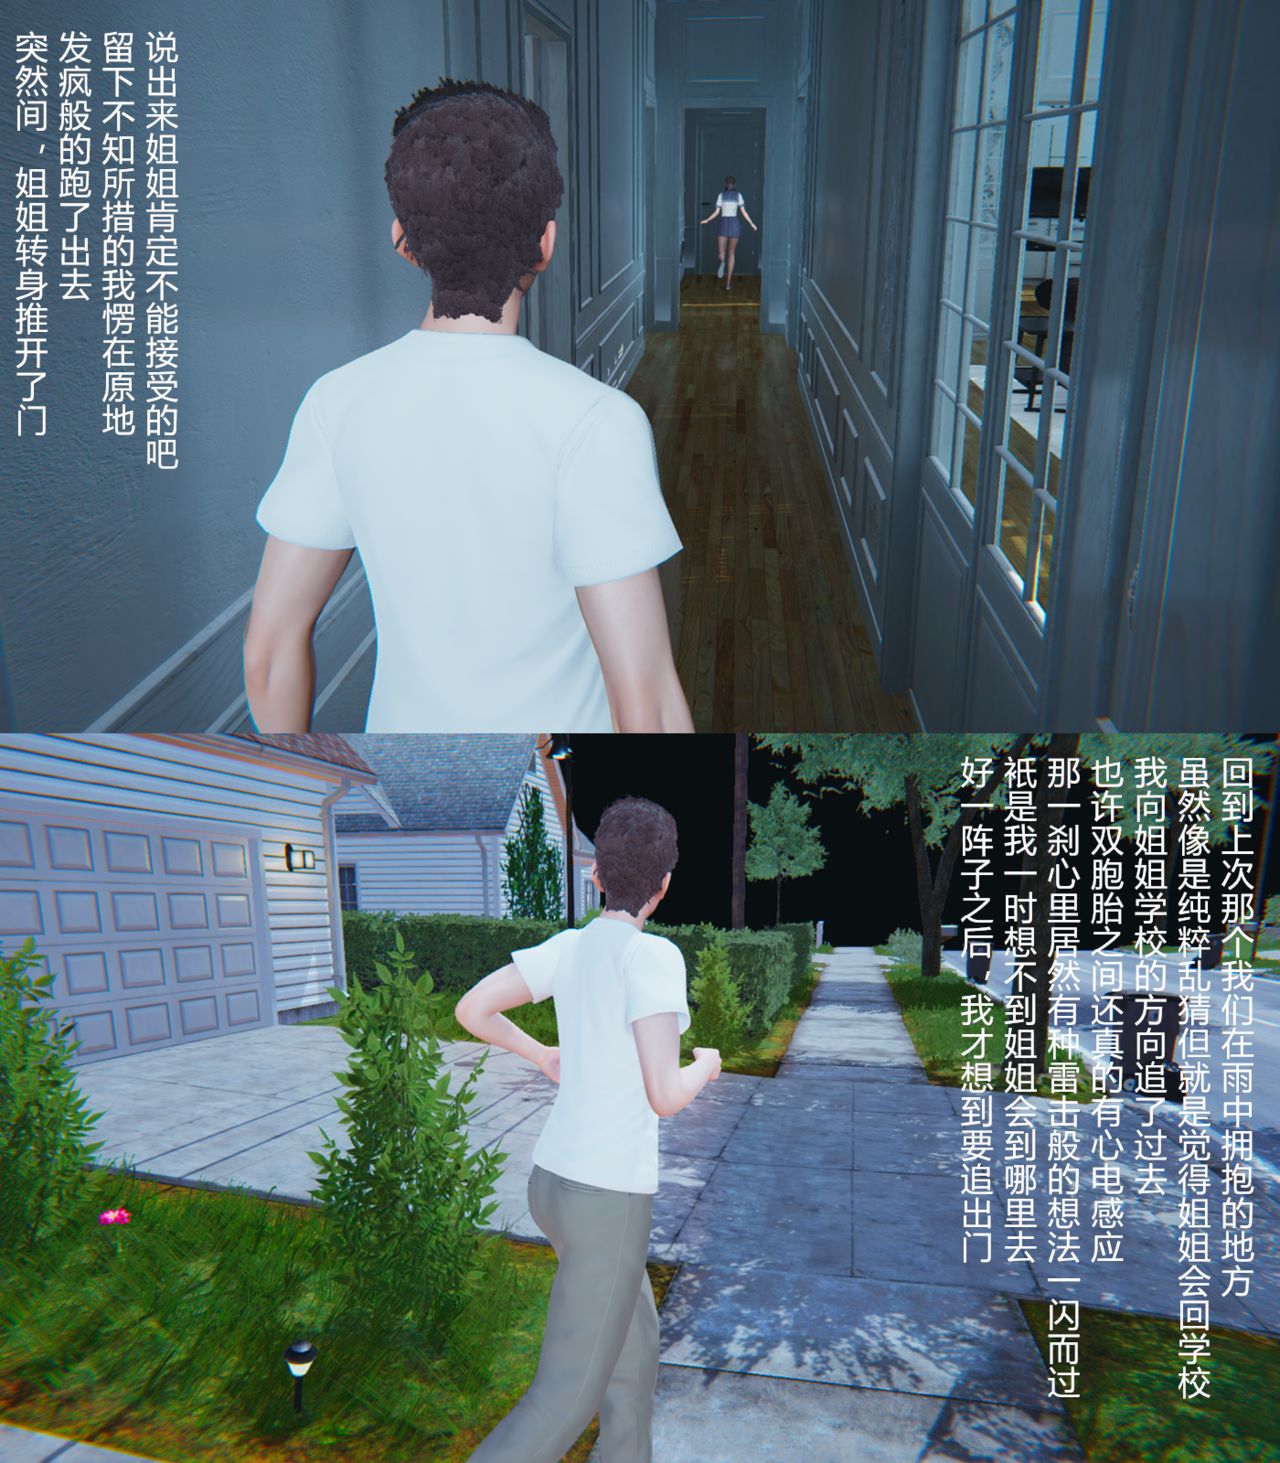 突然间，姐姐转身推开了门
发疯般的跑了出去
留下不知所措的我愣在原地
说出来姐姐肯定不能接受的吧
好一阵子之后，我才想到要追出门
祇是我一时想不到姐姐会到哪里去
那一刹心里居然有种雷击般的想法一闪而过
也许双胞胎之间还真的有心电感应
我向姐姐学校的方向追了过去
虽然像是纯粹乱猜但就是觉得姐姐会回学校
回到上次那个我们在雨中拥抱的地方